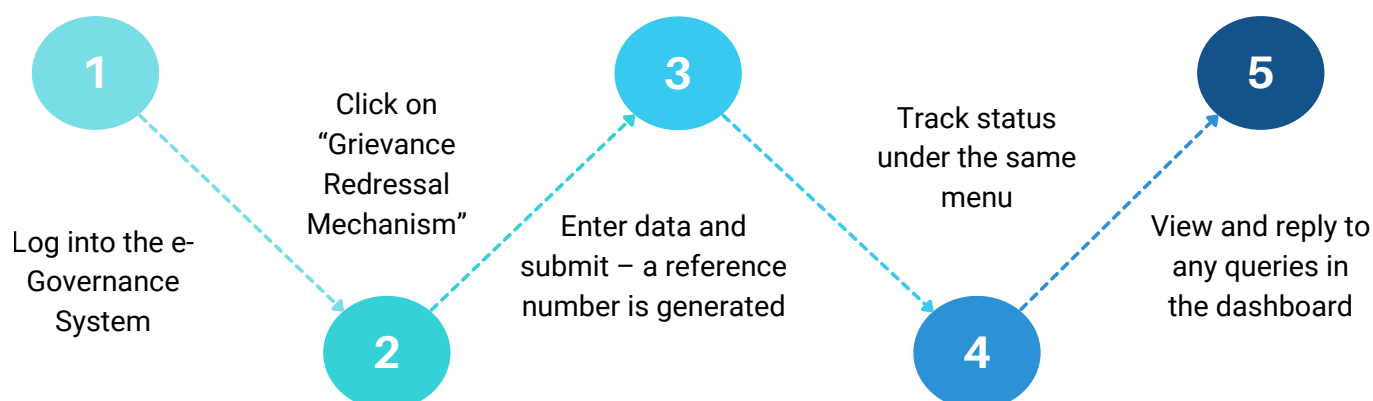 1
Log into the e-
Governance
System
Click on
“Grievance
Redressal
Mechanism”
2
3
Enter data and
submit – a reference
number is generated
Track status
under the same
menu
4
5
View and reply to
any queries in
the dashboard